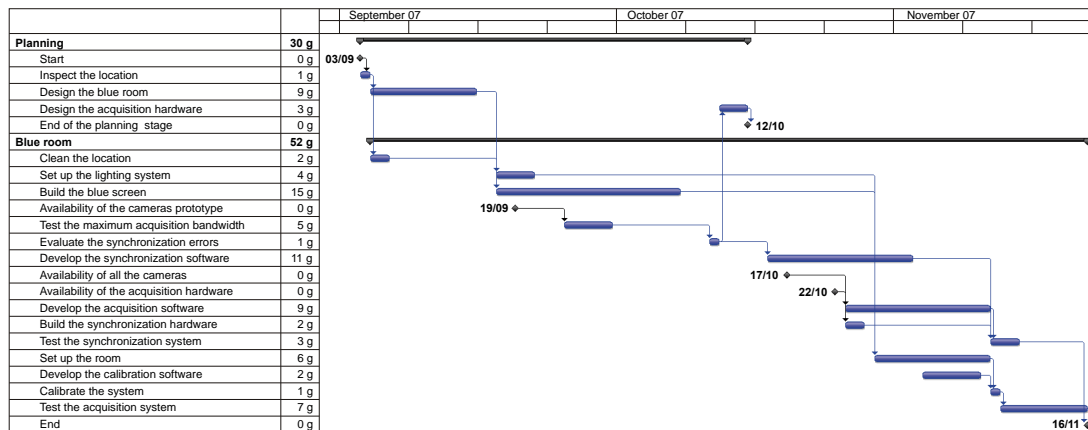 September 07 October 07 November 07
Planning 30 g
Start 0 g 03/09
Inspect the location 1 g
Design the blue room 9 g
Design the acquisition hardware 3 g
End of the planning stage 0 g 12/10
Blue room 52 g
Clean the location 2 g
Set up the lighting system 4 g
Build the blue screen 15 g
Availability of the cameras prototype 0 g 19/09
Test the maximum acquisition bandwidth 5 g
Evaluate the synchronization errors 1 g
Develop the synchronization software 11 g
Availability of all the cameras 0 g 17/10
Availability of the acquisition hardware 0 g 22/10
Develop the acquisition software 9 g
Build the synchronization hardware 2 g
Test the synchronization system 3 g
Set up the room 6 g
Develop the calibration software 2 g
Calibrate the system 1 g
Test the acquisition system 7 g
End 0 g 16/11